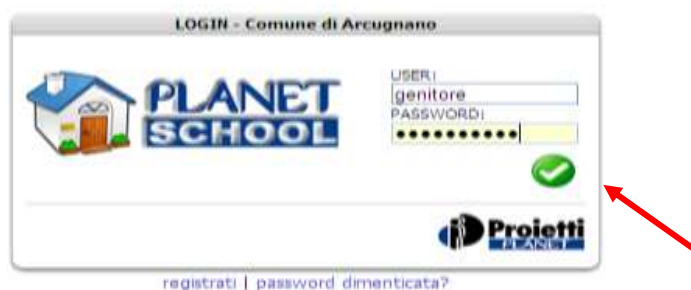 LOGIN - Comune di Arcugnano
PLANET
SCHOOL
USER:
genitore
PASSWORD:
••••••••••
Proietti
PLANET
registrati | password dimenticata?